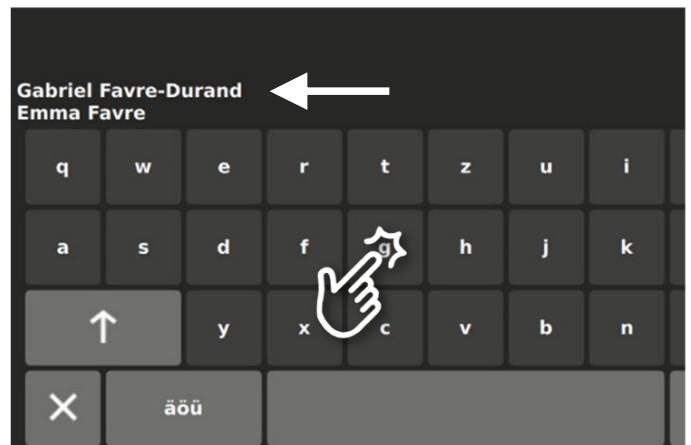 Gabriel Favre-Durand
Emma Favre
q w e r t z u i
a s d f g h j k
↑ y x c v b n
× äöü